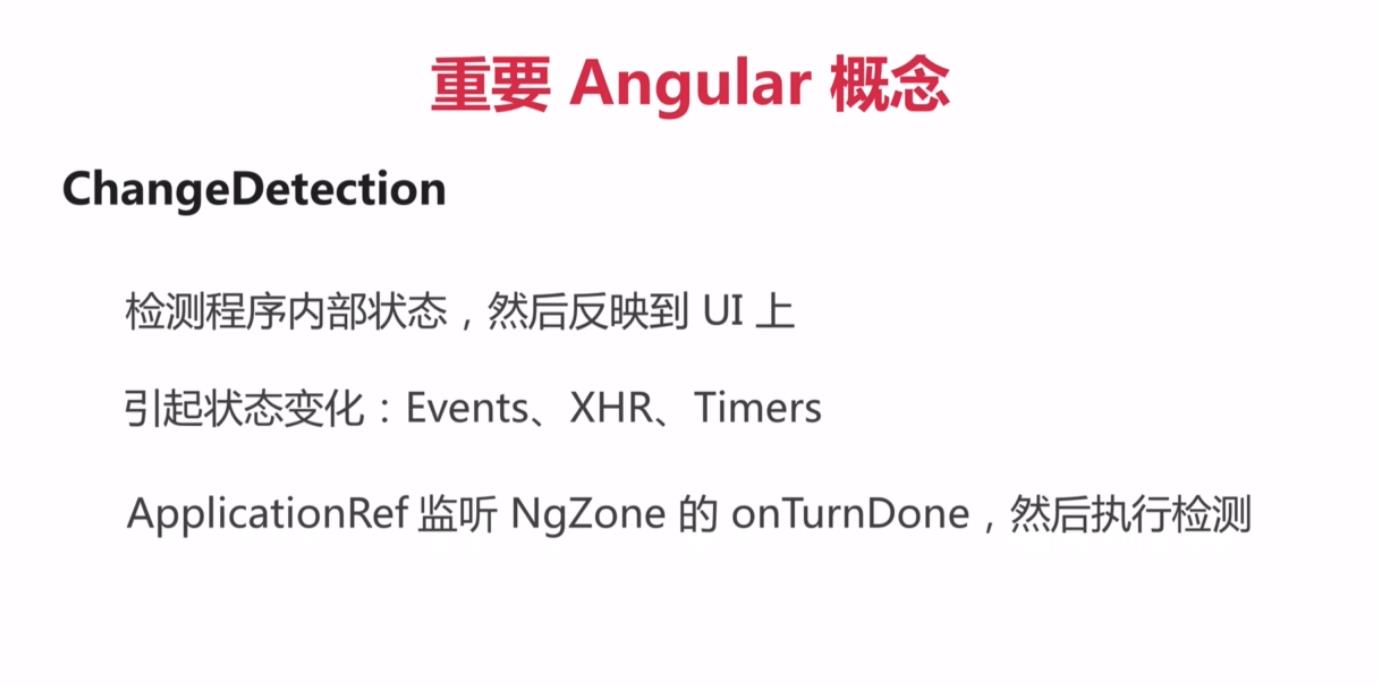 重要 Angular 概念
ChangeDetection
检测程序内部状态，然后反映到 UI 上
引起状态变化：Events、XHR、Timers
ApplicationRef 监听 NgZone 的 onTurnDone，然后执行检测